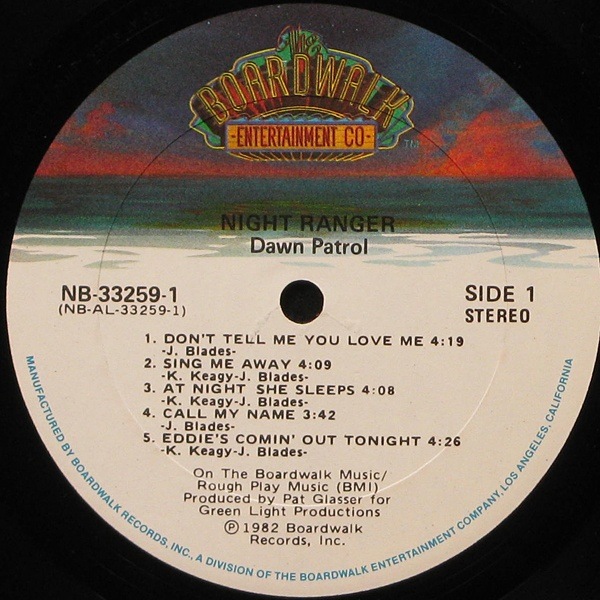 The
BOARDWALK
ENTERTAINMENT CO
TM
NIGHT RANGER
Dawn Patrol
NB-33259-1
(NB-AL-33259-1)
SIDE 1
STEREO
1. DON'T TELL ME YOU LOVE ME 4:19
-J. Blades-
2. SING ME AWAY 4:09
-K. Keagy-J. Blades-
3. AT NIGHT SHE SLEEPS 4:08
-K. Keagy-J. Blades-
4. CALL MY NAME 3:42
-J. Blades-
5. EDDIE'S COMIN' OUT TONIGHT 4:26
-K. Keagy-J. Blades-
On The Boardwalk Music/
Rough Play Music (BMI)
Produced by Pat Glasser for
Green Light Productions
Ⓟ 1982 Boardwalk
Records, Inc.
MANUFACTURED BY BOARDWALK RECORDS, INC., A DIVISION OF THE BOARDWALK ENTERTAINMENT COMPANY, LOS ANGELES, CALIFORNIA